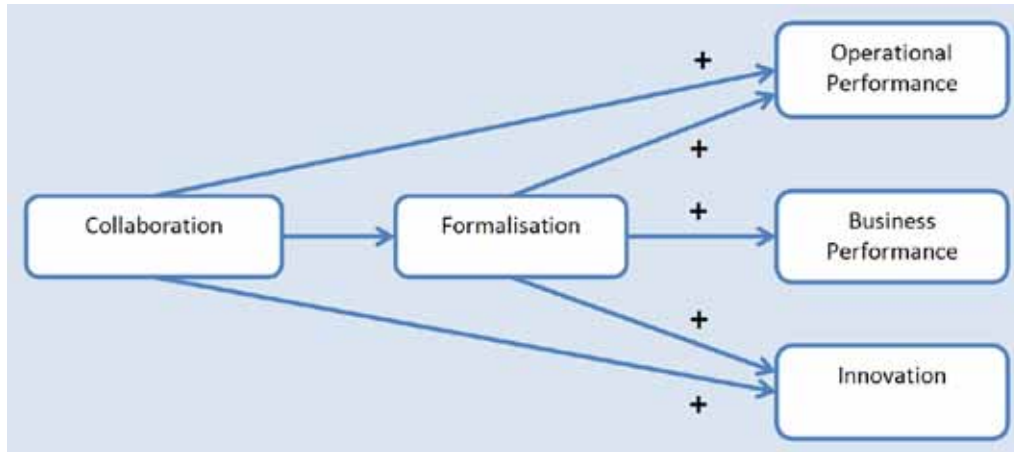 +
Operational
Performance
+
Collaboration
Formalisation
+
Business
Performance
+
Innovation
+